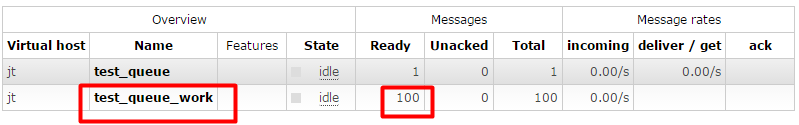 Overview Messages Message rates
Virtual host Name Features State Ready Unacked Total incoming deliver / get ack
jt test_queue idle 1 0 1 0.00/s 0.00/s
jt test_queue_work idle 100 0 100 0.00/s